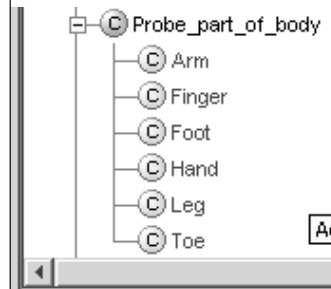 C Probe_part_of_body
C Arm
C Finger
C Foot
C Hand
C Leg
C Toe